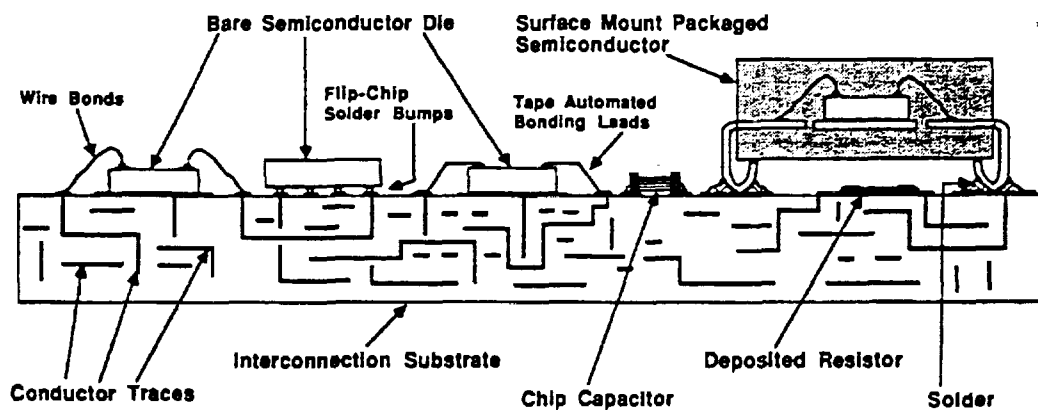 Bare Semiconductor Die
Surface Mount Packaged
Semiconductor
Wire Bonds
Flip-Chip
Solder Bumps
Tape Automated
Bonding Leads
Interconnection Substrate
Deposited Resistor
Conductor Traces
Chip Capacitor
Solder